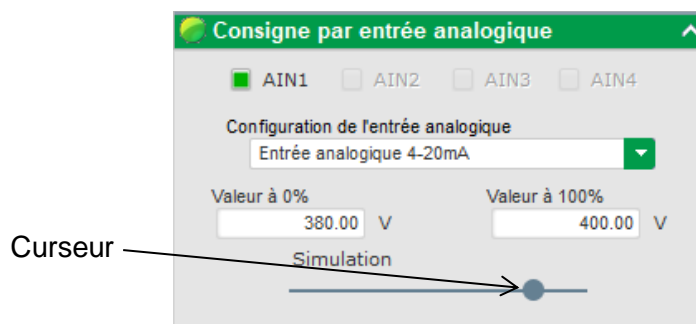 Consigne par entrée analogique
AIN1 AIN2 AIN3 AIN4
Configuration de l'entrée analogique
Entrée analogique 4-20mA
Valeur à 0% Valeur à 100%
380.00 V 400.00 V
Curseur
Simulation